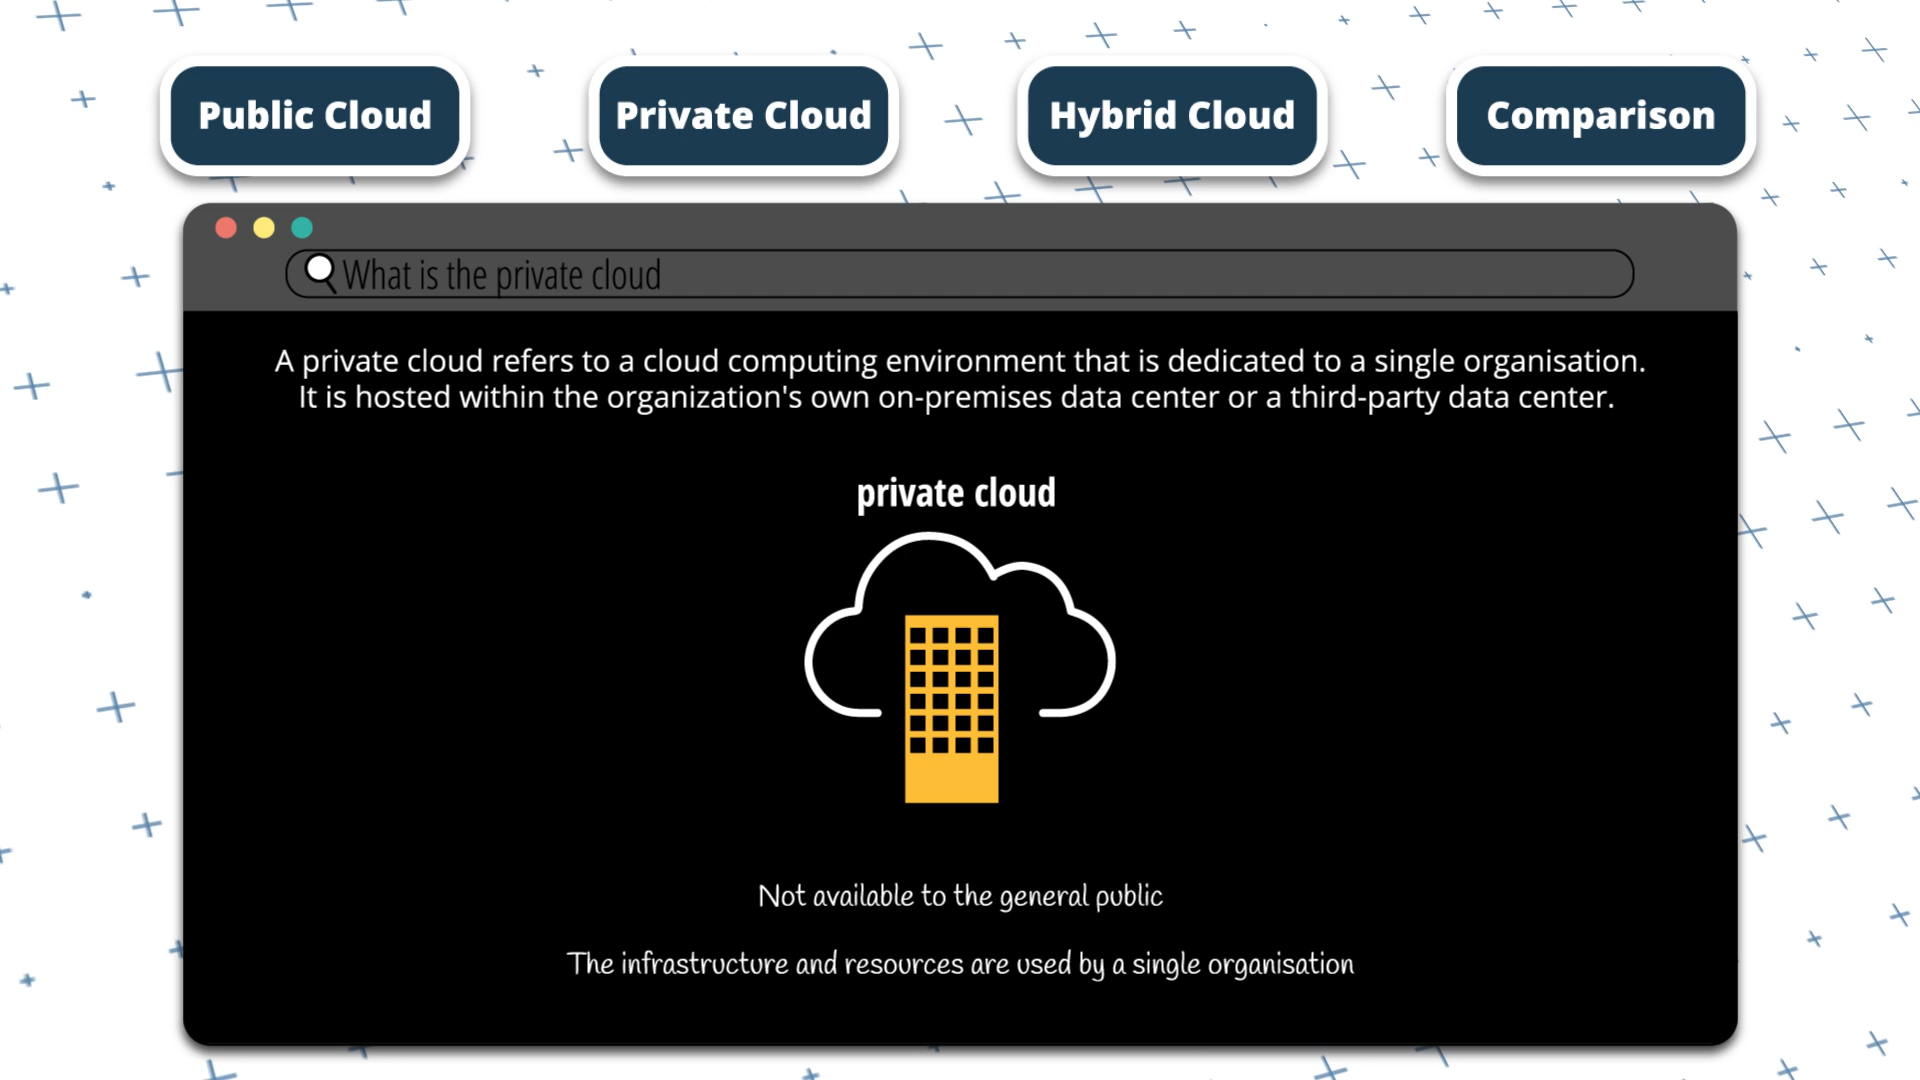 Public Cloud
Private Cloud
Hybrid Cloud
Comparison
What is the private cloud
A private cloud refers to a cloud computing environment that is dedicated to a single organisation.
It is hosted within the organization's own on-premises data center or a third-party data center.
private cloud
Not available to the general public
The infrastructure and resources are used by a single organisation